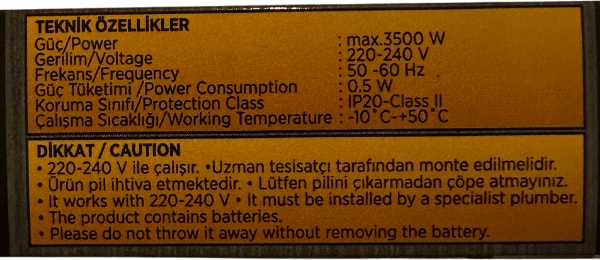 TEKNİK ÖZELLİKLER
Güç/Power : max.3500 W
Gerilim/Voltage : 220-240 V
Frekans/Frequency : 50 -60 Hz
Güç Tüketimi /Power Consumption : 0.5 W
Koruma Sınıfı/Protection Class : IP20-Class II
Çalışma Sıcaklığı/Working Temperature : -10°C-+50°C
DİKKAT / CAUTION
• 220-240 V ile çalışır. •Uzman tesisatçı tarafından monte edilmelidir.
• Ürün pil ihtiva etmektedir. • Lütfen pilini çıkarmadan çöpe atmayınız.
• It works with 220-240 V • It must be installed by a specialist plumber.
• The product contains batteries.
• Please do not throw it away without removing the battery.